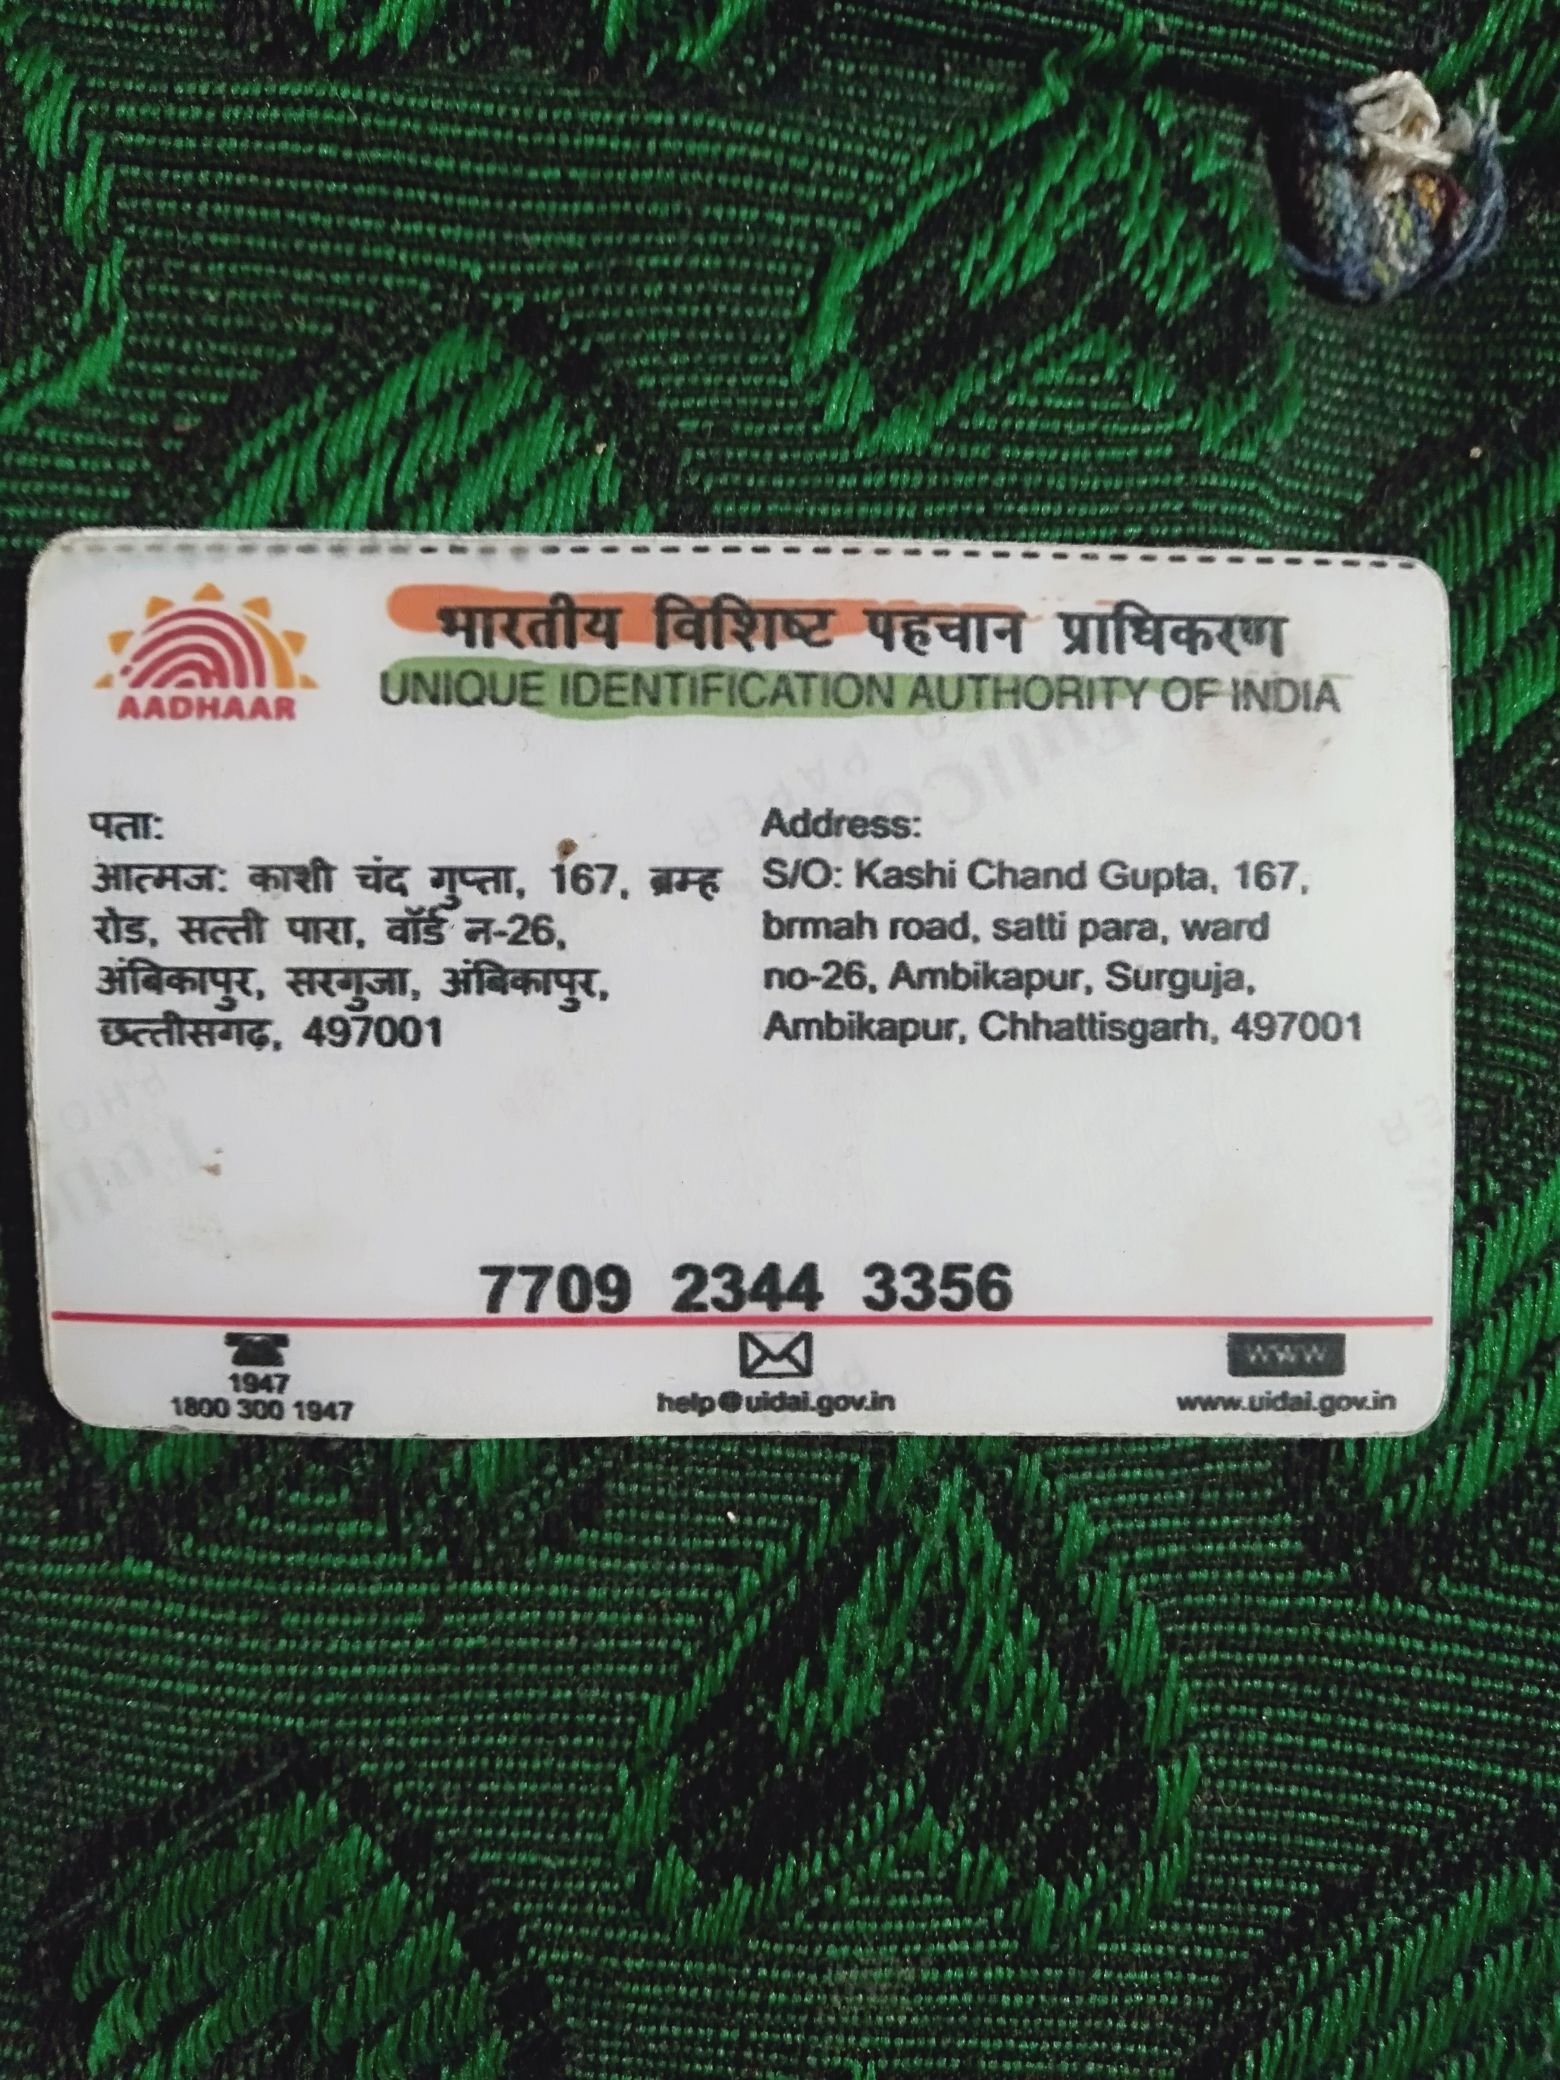 AADHAAR
भारतीय विशिष्ट पहचान प्राधिकरण
UNIQUE IDENTIFICATION AUTHORITY OF INDIA
पता:
आत्मज: काशी चंद गुप्ता, 167, ब्रम्ह
रोड, सत्ती पारा, वॉर्ड न-26,
अंबिकापुर, सरगुजा, अंबिकापुर,
छत्तीसगढ़, 497001
Address:
S/O: Kashi Chand Gupta, 167,
brmah road, satti para, ward
no-26, Ambikapur, Surguja,
Ambikapur, Chhattisgarh, 497001
7709 2344 3356
1947
1800 300 1947
help@uidai.gov.in
WWW
www.uidai.gov.in